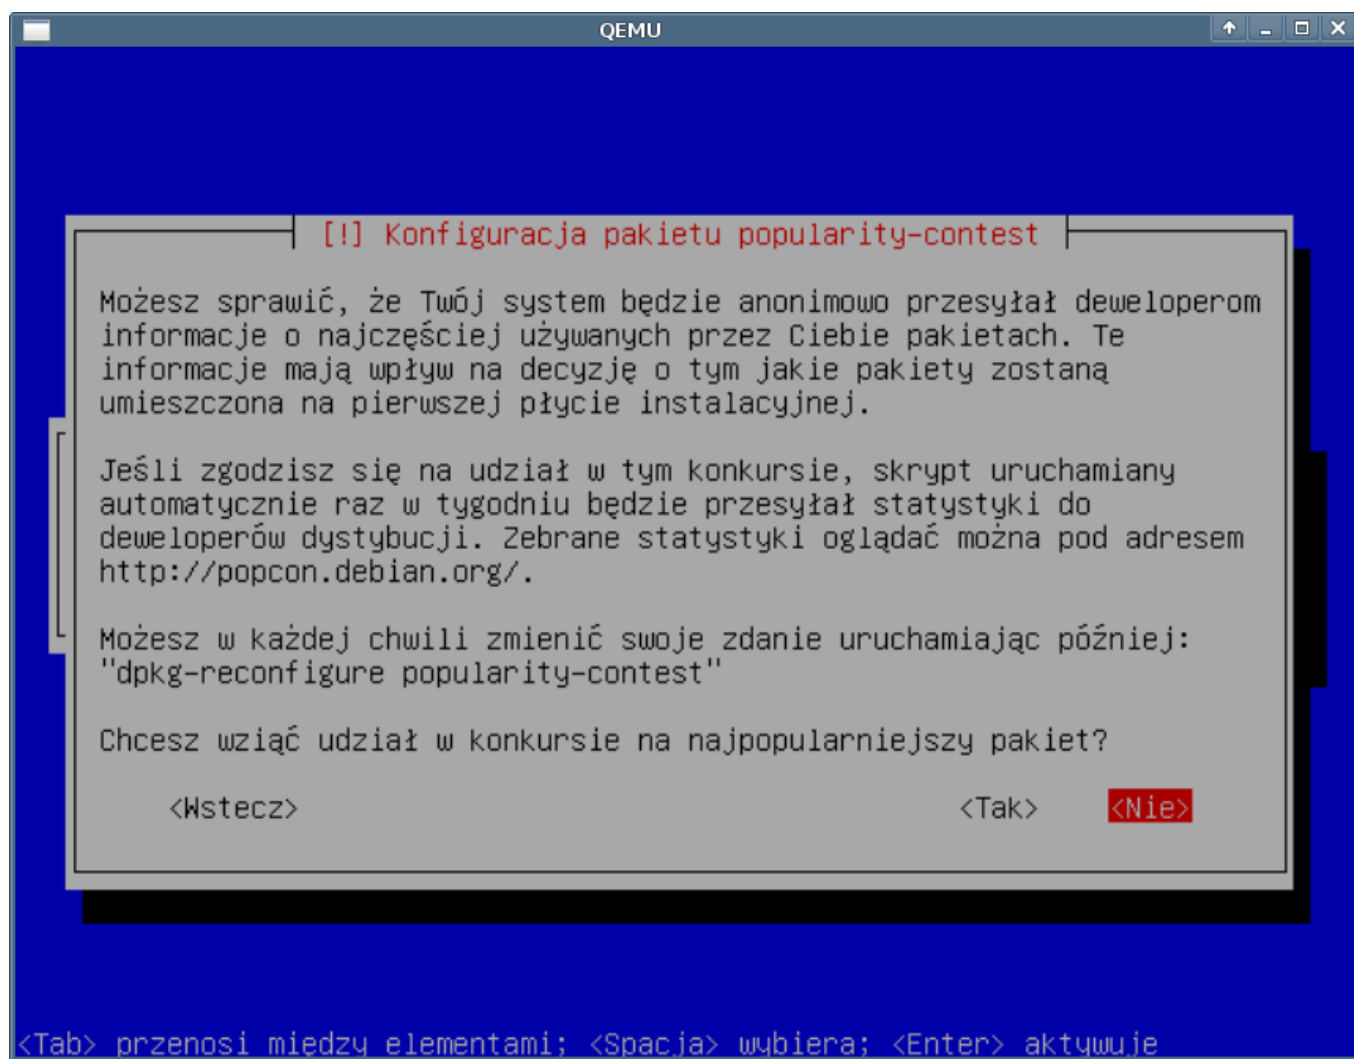 QEMU
[!] Konfiguracja pakietu popularity-contest
Możesz sprawić, że Twój system będzie anonimowo przesyłał deweloperom
informacje o najczęściej używanych przez Ciebie pakietach. Te
informacje mają wpływ na decyzję o tym jakie pakiety zostaną
umieszczona na pierwszej płycie instalacyjnej.
Jeśli zgodzisz się na udział w tym konkursie, skrypt uruchamiany
automatycznie raz w tygodniu będzie przesyłał statystyki do
deweloperów dystybucji. Zebrane statystyki oglądać można pod adresem
http://popcon.debian.org/.
Możesz w każdej chwili zmienić swoje zdanie uruchamiając później:
"dpkg-reconfigure popularity-contest"
Chcesz wziąć udział w konkursie na najpopularniejszy pakiet?
<Wstecz> <Tak> <Nie>
<Tab> przenosi między elementami; <Spacja> wybiera; <Enter> aktywuje